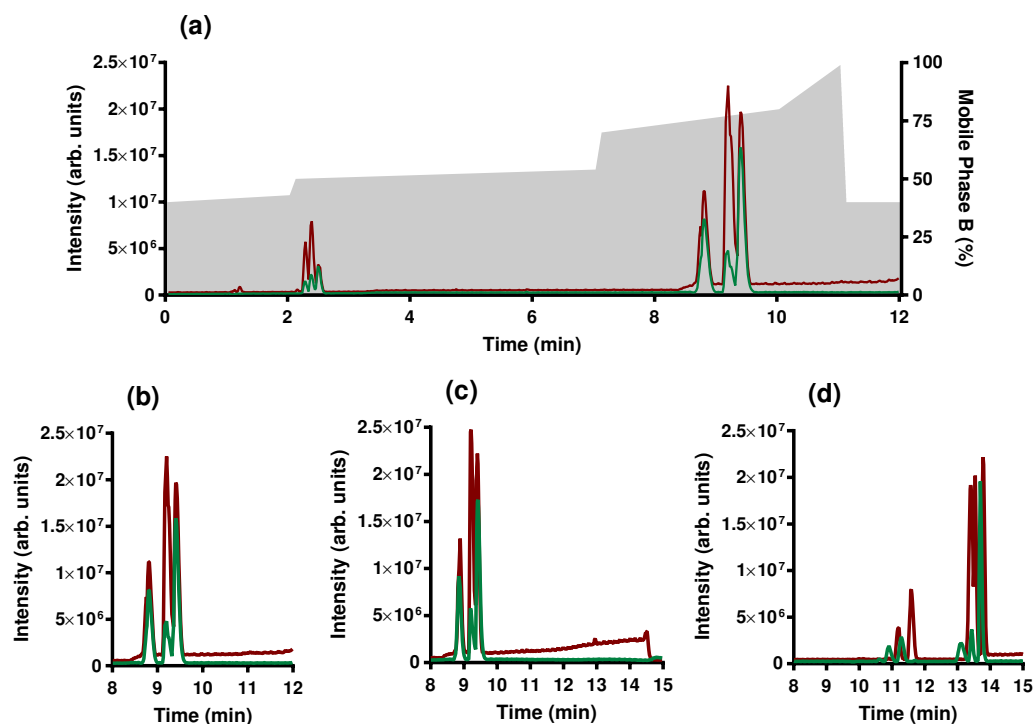 (a)
Intensity (arb. units)
2.5×10⁷
2×10⁷
1.5×10⁷
1×10⁷
5×10⁶
0
100
75
50
25
0
Mobile Phase B (%)
0 2 4 6 8 10 12
Time (min)
(b)
Intensity (arb. units)
2.5×10⁷
2×10⁷
1.5×10⁷
1×10⁷
5×10⁶
0
8 9 10 11 12
Time (min)
(c)
Intensity (arb. units)
2.5×10⁷
2×10⁷
1.5×10⁷
1×10⁷
5×10⁶
0
8 9 10 11 12 13 14 15
Time (min)
(d)
Intensity (arb. units)
2.5×10⁷
2×10⁷
1.5×10⁷
1×10⁷
5×10⁶
0
8 9 10 11 12 13 14 15
Time (min)